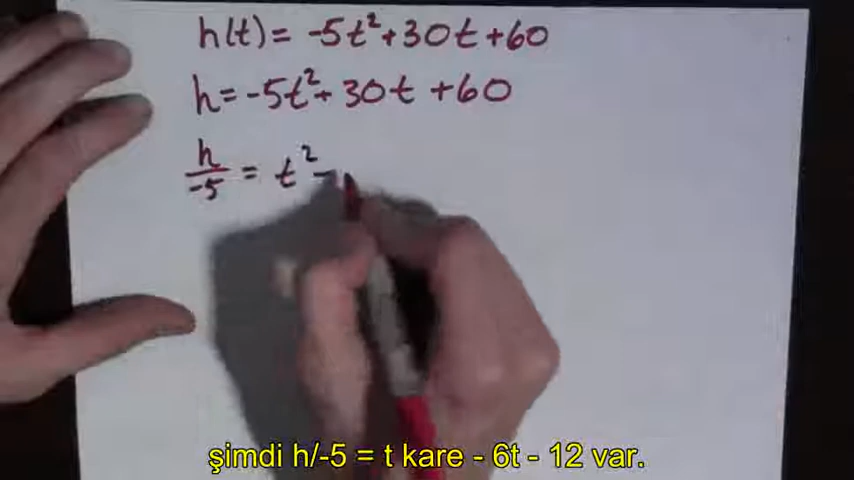 h(t) = -5t²+30t+60
h = -5t²+30t+60
h/-5 = t² -
şimdi h/-5 = t kare - 6t - 12 var.